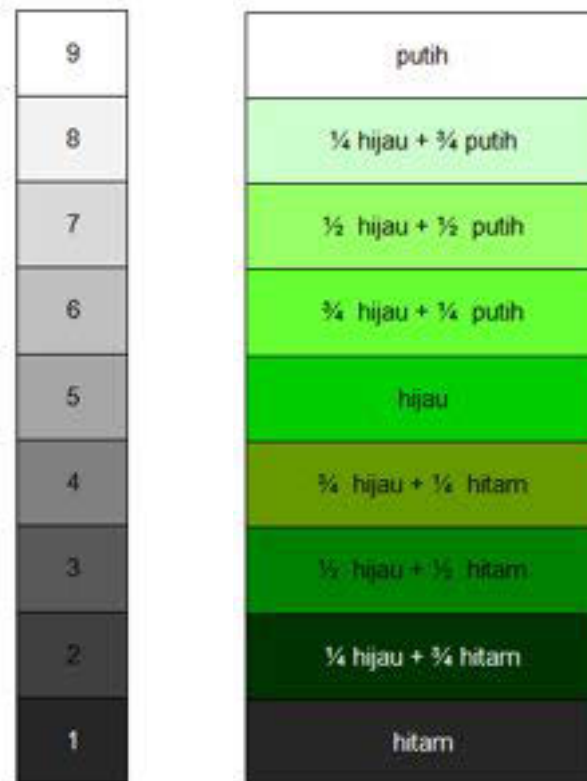 9 putih
8 ¼ hijau + ¾ putih
7 ½ hijau + ½ putih
6 ¾ hijau + ¼ putih
5 hijau
4 ¾ hijau + ¼ hitam
3 ½ hijau + ½ hitam
2 ¼ hijau + ¾ hitam
1 hitam